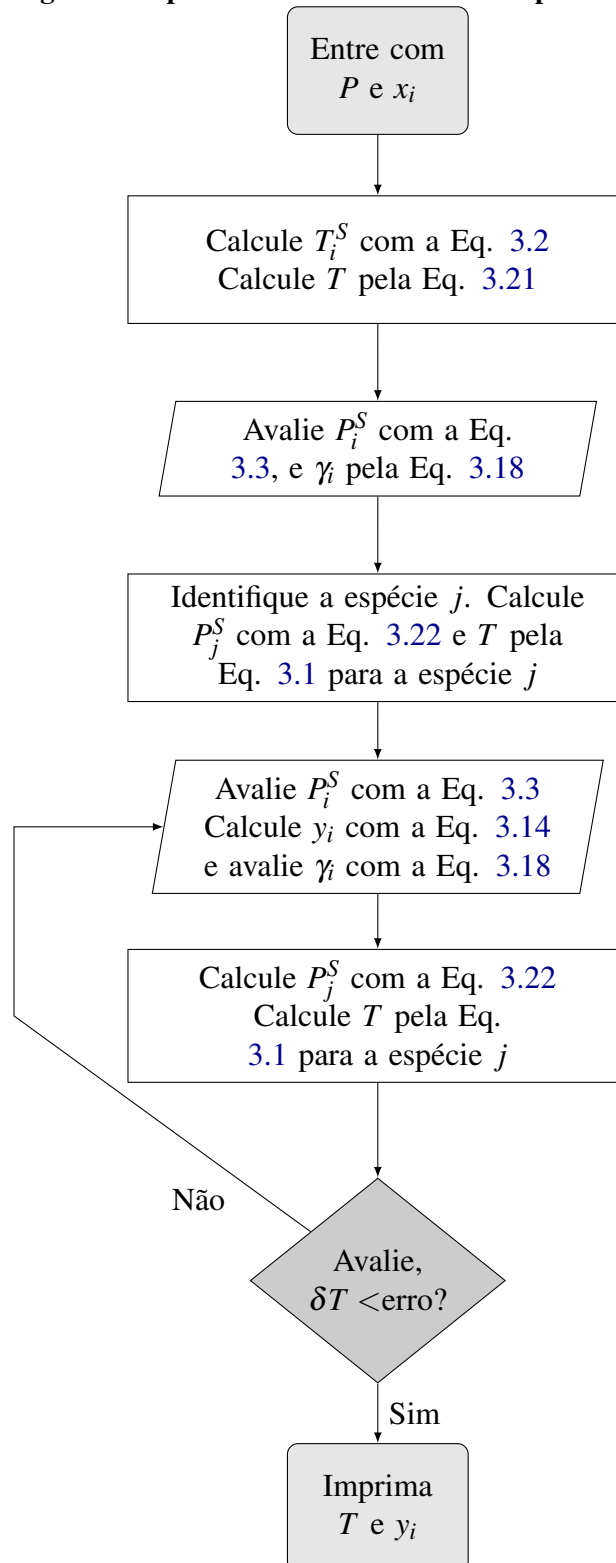 Entre com
P e x_i
Calcule T_i^S com a Eq. 3.2
Calcule T pela Eq. 3.21
Avalie P_i^S com a Eq.
3.3, e γ_i pela Eq. 3.18
Identifique a espécie j. Calcule
P_j^S com a Eq. 3.22 e T pela
Eq. 3.1 para a espécie j
Avalie P_i^S com a Eq. 3.3
Calcule y_i com a Eq. 3.14
e avalie γ_i com a Eq. 3.18
Calcule P_j^S com a Eq. 3.22
Calcule T pela Eq.
3.1 para a espécie j
Não
Avalie,
δT <erro?
Sim
Imprima
T e y_i